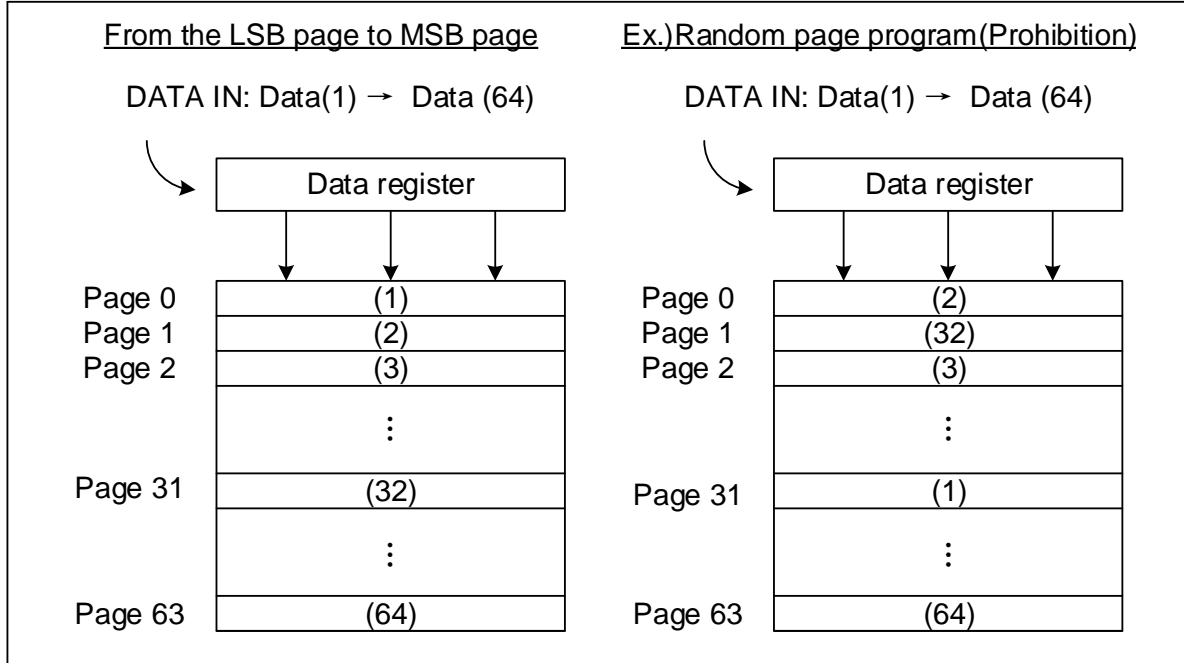 From the LSB page to MSB page
DATA IN: Data(1) → Data (64)
Data register
Page 0 (1)
Page 1 (2)
Page 2 (3)
⋮
Page 31 (32)
⋮
Page 63 (64)
Ex.)Random page program(Prohibition)
DATA IN: Data(1) → Data (64)
Data register
Page 0 (2)
Page 1 (32)
Page 2 (3)
⋮
Page 31 (1)
⋮
Page 63 (64)